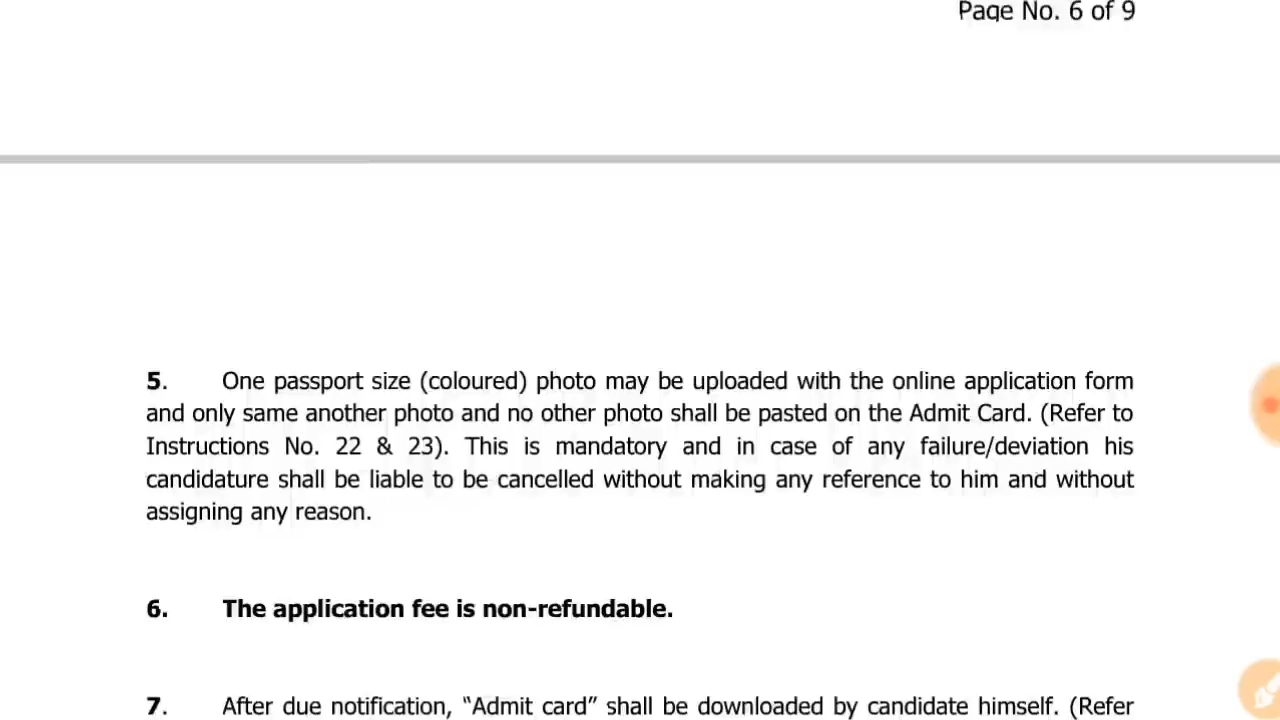 Page No. 6 of 9
5. One passport size (coloured) photo may be uploaded with the online application form
and only same another photo and no other photo shall be pasted on the Admit Card. (Refer to
Instructions No. 22 & 23). This is mandatory and in case of any failure/deviation his
candidature shall be liable to be cancelled without making any reference to him and without
assigning any reason.
6. The application fee is non-refundable.
7. After due notification, “Admit card” shall be downloaded by candidate himself. (Refer